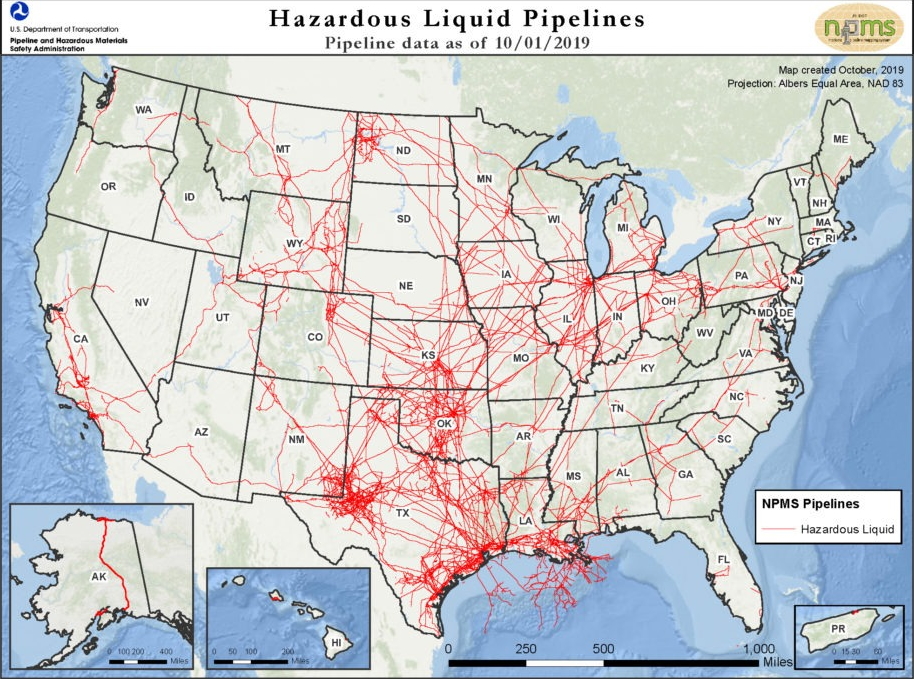 U.S. Department of Transportation
Pipeline and Hazardous Materials
Safety Administration
Hazardous Liquid Pipelines
Pipeline data as of 10/01/2019
npms
Map created October, 2019
Projection: Albers Equal Area, NAD 83
WA
MT
ND
MN
ME
OR
ID
SD
WI
MI
VT
NH
NY
MA
CT
RI
WY
IA
PA
NJ
NE
NV
UT
IL
IN
OH
MD
DE
CA
CO
KS
MO
WV
VA
KY
NC
AZ
NM
OK
AR
TN
SC
TX
LA
MS
AL
GA
FL
NPMS Pipelines
Hazardous Liquid
AK
0 100 200 400
Miles
HI
0 50 100 200
Miles
0 250 500 1,000
Miles
PR
0 15 30 60
Miles